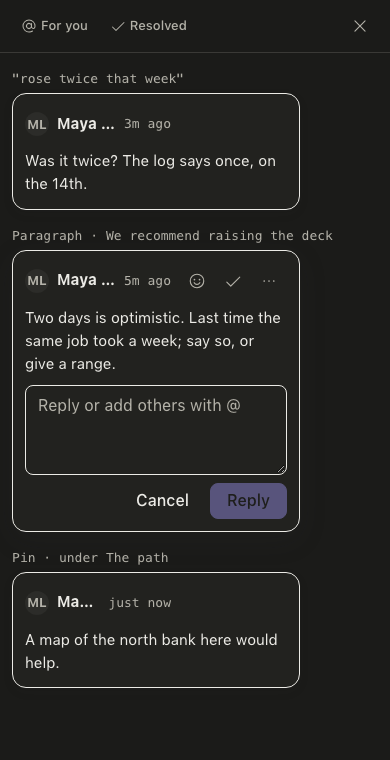 @ For you
Resolved
"rose twice that week"
ML Maya ... 3m ago
Was it twice? The log says once, on
the 14th.
Paragraph · We recommend raising the deck
ML Maya ... 5m ago
Two days is optimistic. Last time the
same job took a week; say so, or
give a range.
Reply or add others with @
Cancel
Reply
Pin · under The path
ML Ma... just now
A map of the north bank here would
help.